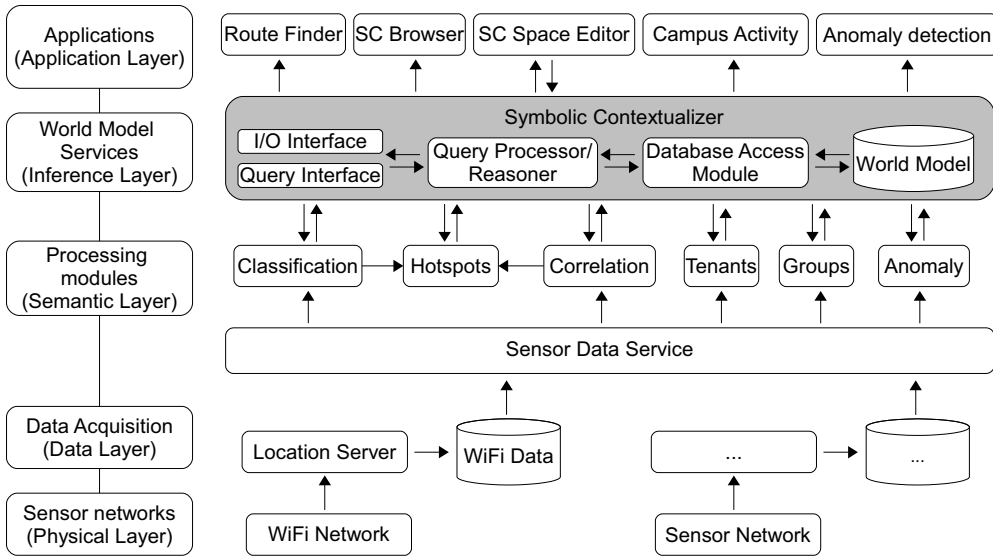 Applications
(Application Layer)
Route Finder
SC Browser
SC Space Editor
Campus Activity
Anomaly detection
World Model
Services
(Inference Layer)
Symbolic Contextualizer
I/O Interface
Query Interface
Query Processor/
Reasoner
Database Access
Module
World Model
Processing
modules
(Semantic Layer)
Classification
Hotspots
Correlation
Tenants
Groups
Anomaly
Sensor Data Service
Data Acquisition
(Data Layer)
Location Server
WiFi Data
...
...
Sensor networks
(Physical Layer)
WiFi Network
Sensor Network